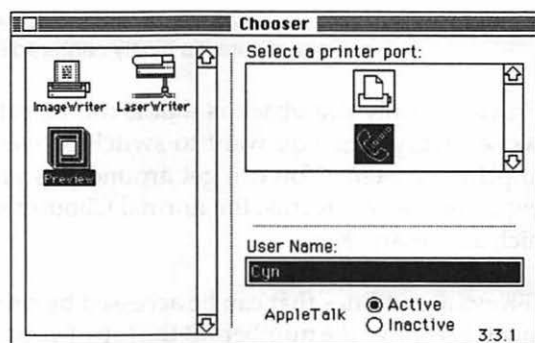 Chooser
Select a printer port:
ImageWriter LaserWriter
Preview
User Name:
Cyn
AppleTalk
Active
Inactive
3.3.1